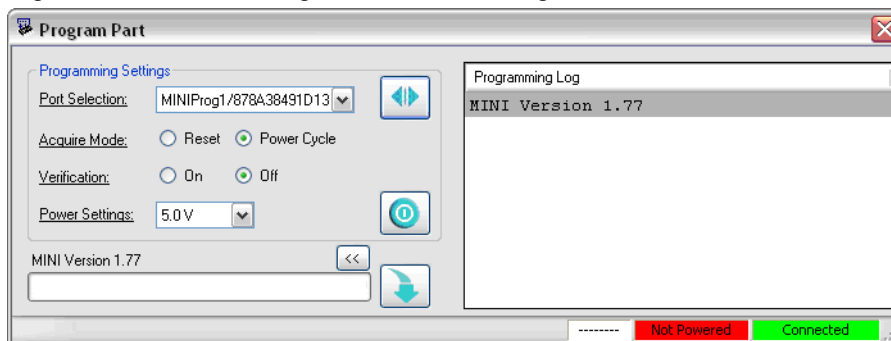 Program Part
Programming Settings
Port Selection: MINIProg1/878A38491D13
Acquire Mode: Reset Power Cycle
Verification: On Off
Power Settings: 5.0 V
MINI Version 1.77 <<
Programming Log
MINI Version 1.77
-------- Not Powered Connected